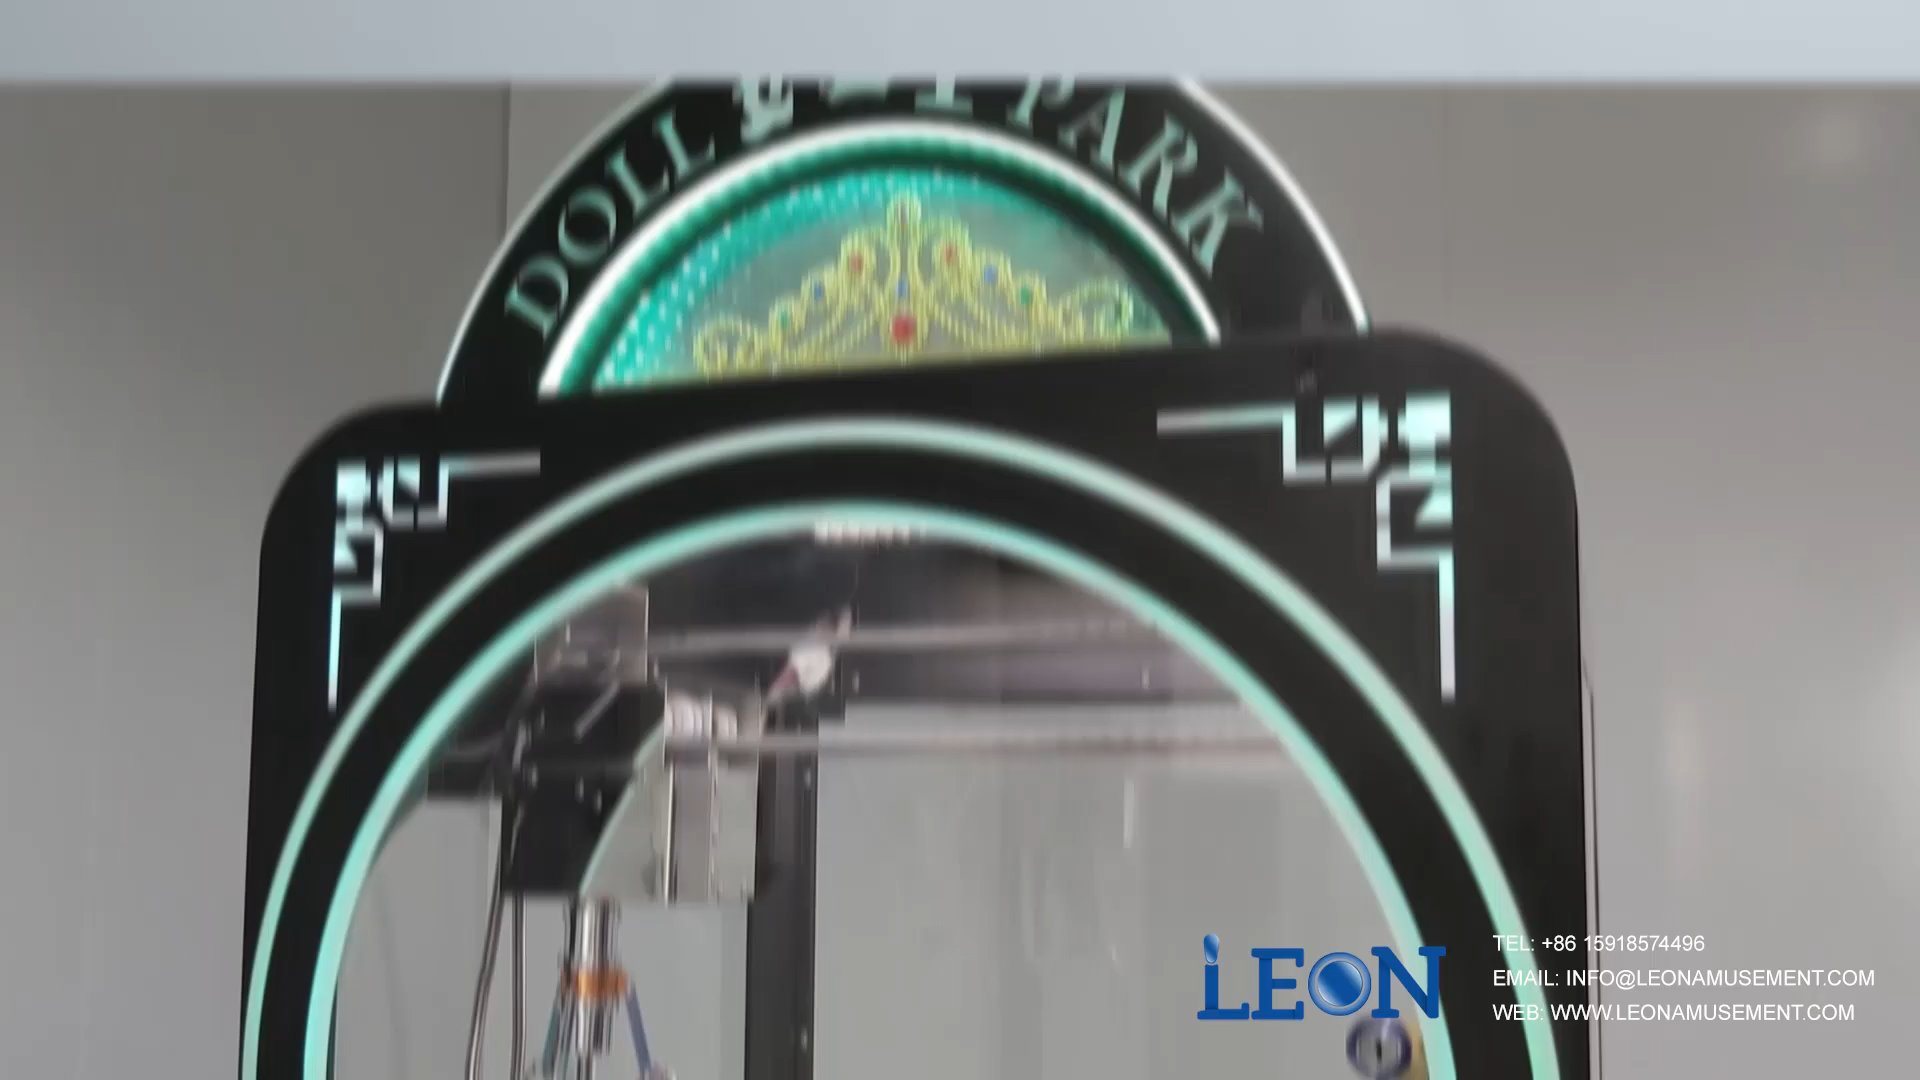 DOLL PARK
LEON
TEL: +86 15918574496
EMAIL: INFO@LEONAMUSEMENT.COM
WEB: WWW.LEONAMUSEMENT.COM